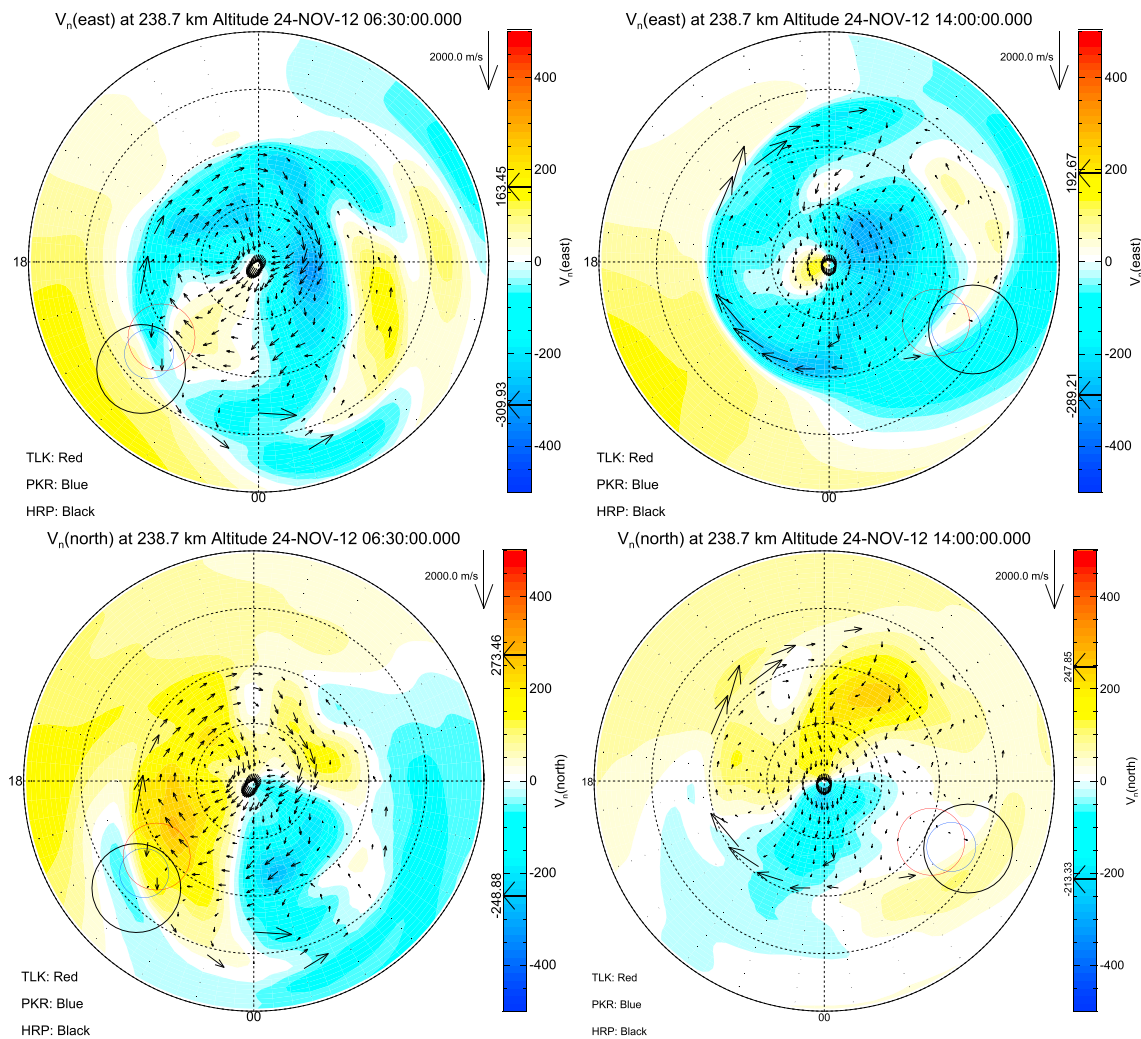 Vn(east) at 238.7 km Altitude 24-NOV-12 06:30:00.000
2000.0 m/s
400
200
163.45
0
Vn(east)
-200
-309.93
-400
18
00
TLK: Red
PKR: Blue
HRP: Black
Vn(east) at 238.7 km Altitude 24-NOV-12 14:00:00.000
2000.0 m/s
400
200
192.67
0
Vn(east)
-200
-289.21
-400
18
00
TLK: Red
PKR: Blue
HRP: Black
Vn(north) at 238.7 km Altitude 24-NOV-12 06:30:00.000
2000.0 m/s
400
273.46
200
0
Vn(north)
-200
-248.88
-400
18
00
TLK: Red
PKR: Blue
HRP: Black
Vn(north) at 238.7 km Altitude 24-NOV-12 14:00:00.000
2000.0 m/s
400
247.85
200
0
Vn(north)
-200
-213.33
-400
18
00
TLK: Red
PKR: Blue
HRP: Black